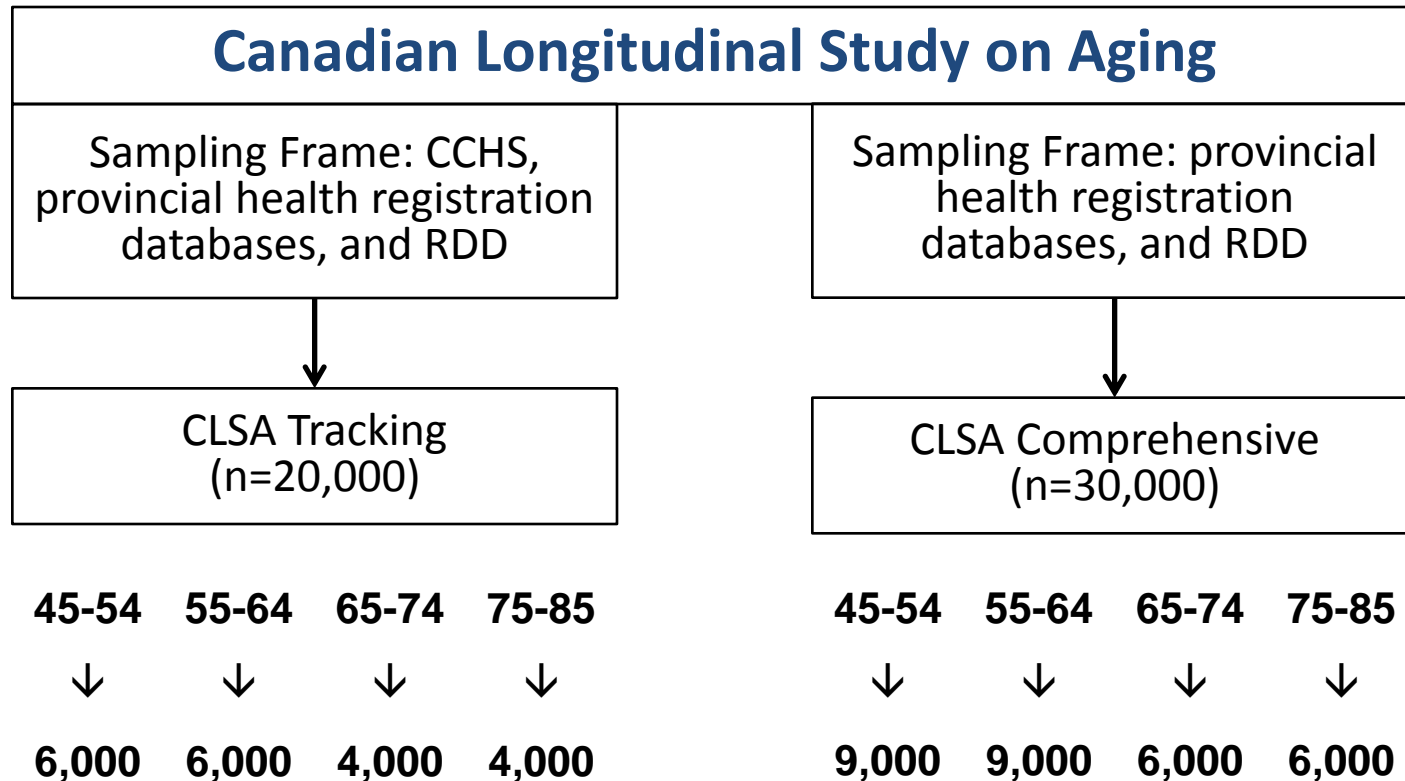 Canadian Longitudinal Study on Aging
Sampling Frame: CCHS,
provincial health registration
databases, and RDD
Sampling Frame: provincial
health registration
databases, and RDD
CLSA Tracking
(n=20,000)
CLSA Comprehensive
(n=30,000)
45-54 55-64 65-74 75-85
↓ ↓ ↓ ↓
6,000 6,000 4,000 4,000
45-54 55-64 65-74 75-85
↓ ↓ ↓ ↓
9,000 9,000 6,000 6,000